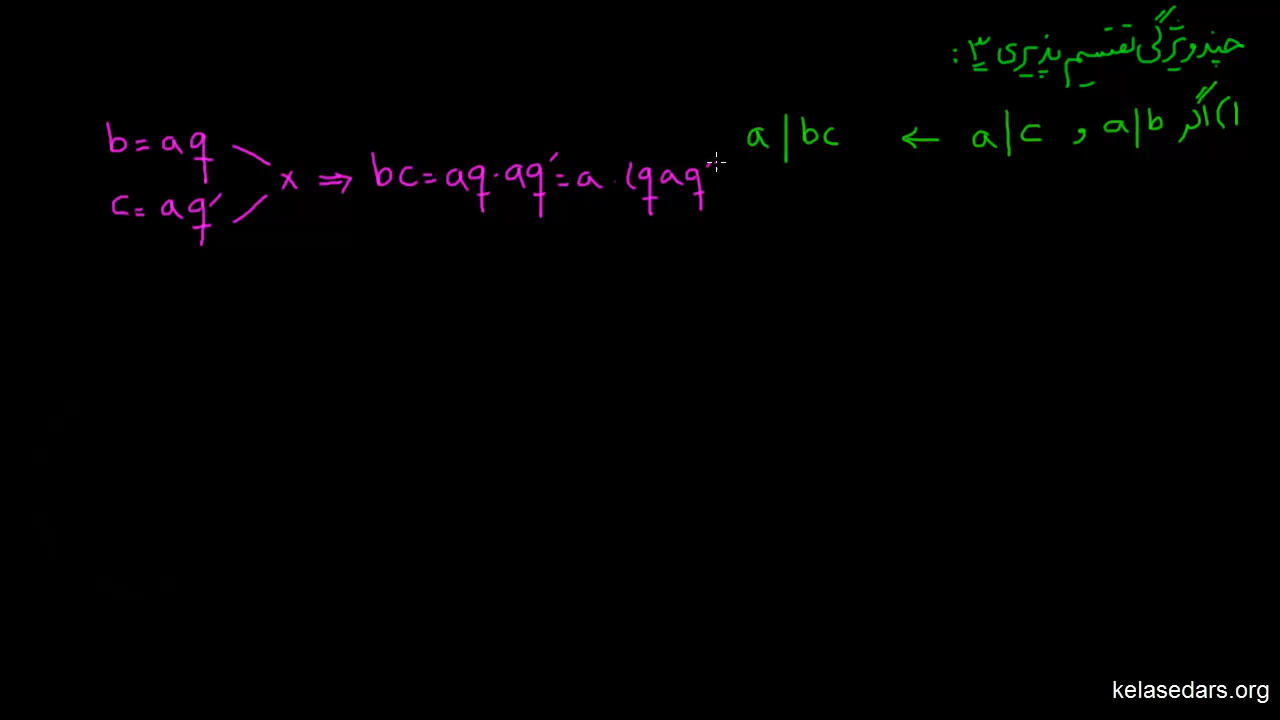 چند ویژگی تقسیم پذیری ۳ :
۱) اگر a|b و a|c ← a|bc
b = aq
c = aq′
x ⇒ bc = aq · aq′ = a · (qaq′
kelasedars.org